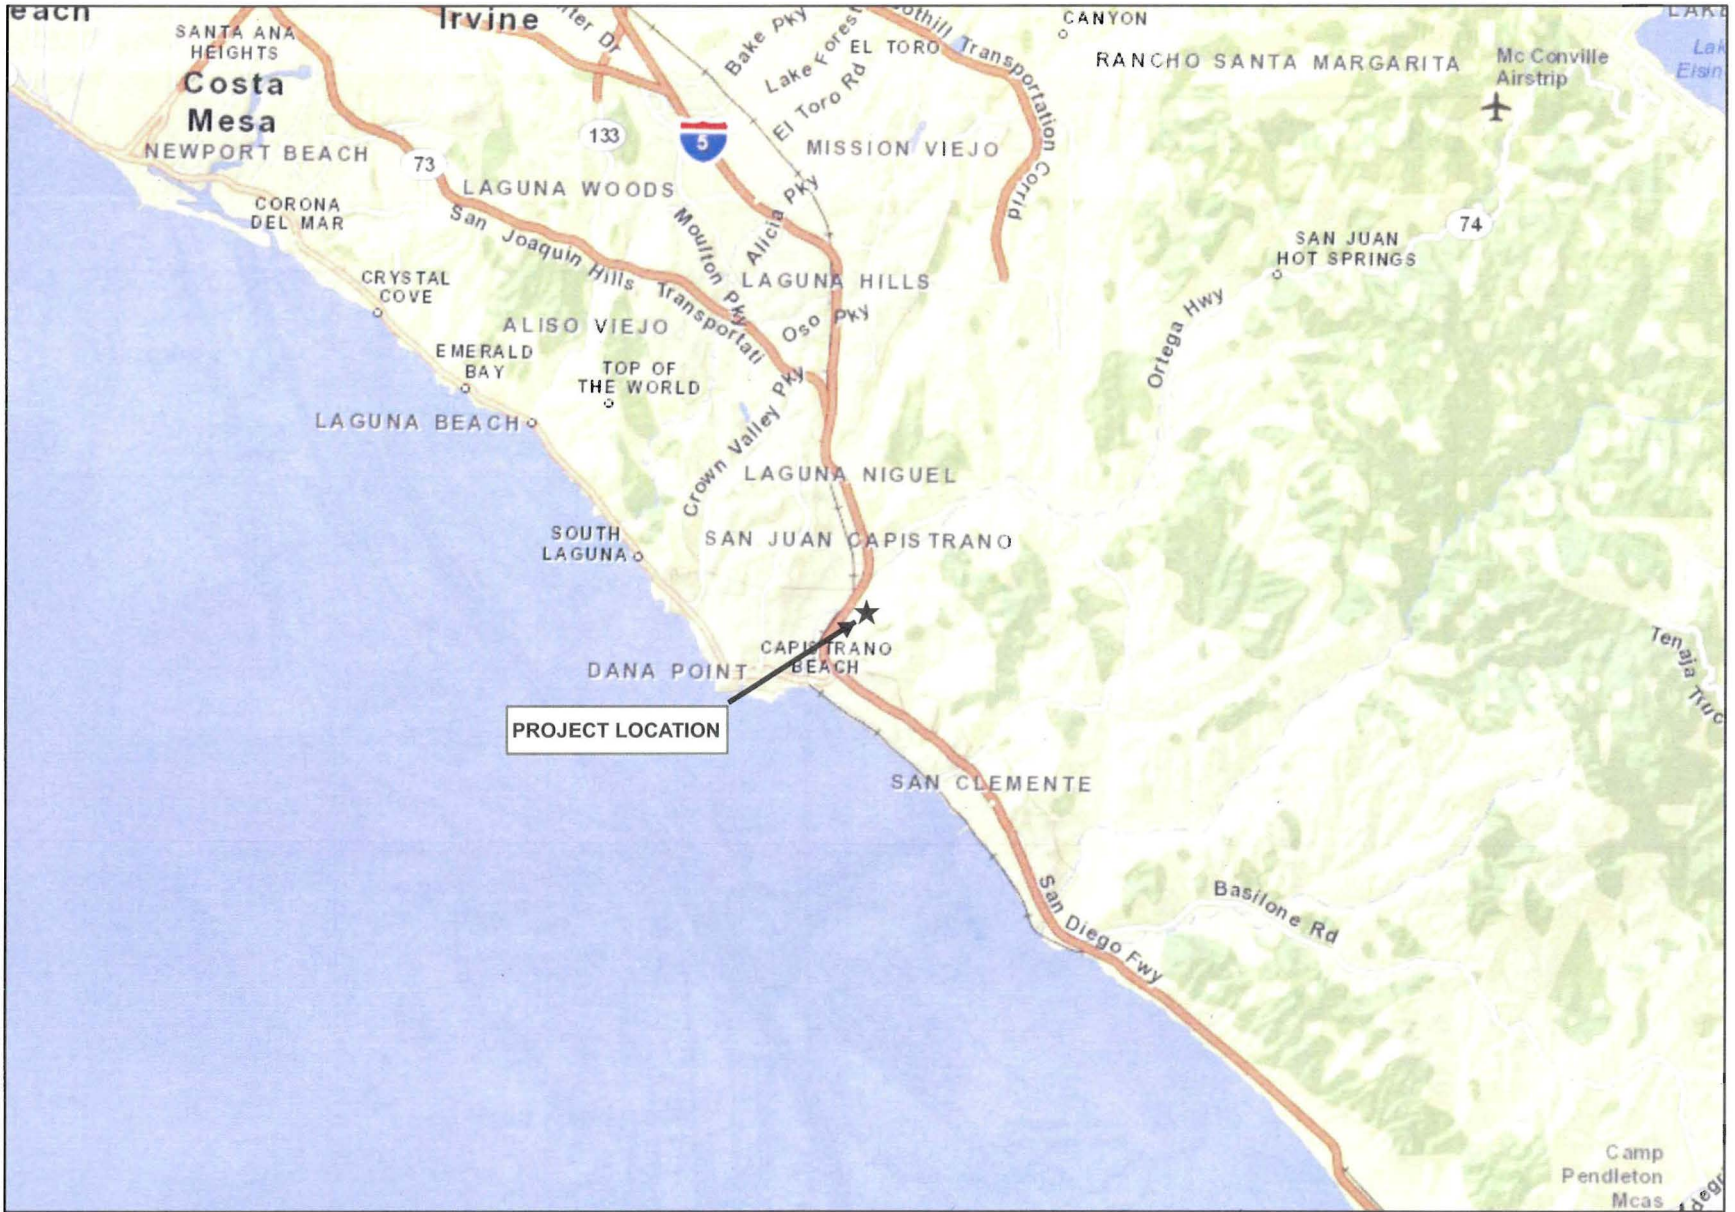 each
Irvine
CANYON
SANTA ANA
HEIGHTS
Bake Pky
Lake Forest
El Toro Rd
EL TORO
Transportation Corrid
RANCHO SANTA MARGARITA
Mc Conville
Airstrip
Costa
Mesa
133
5
MISSION VIEJO
NEWPORT BEACH
73
LAGUNA WOODS
CORONA
DEL MAR
San Joaquin Hills Transportati
Moulton Pky
Alicia Pky
74
SAN JUAN
HOT SPRINGS
CRYSTAL
COVE
LAGUNA HILLS
Ortega Hwy
ALISO VIEJO
Oso Pky
EMERALD
BAY
TOP OF
THE WORLD
LAGUNA BEACH
Crown Valley Pky
LAGUNA NIGUEL
SOUTH
LAGUNA
SAN JUAN CAPISTRANO
CAPISTRANO
BEACH
DANA POINT
Tenaja Truc
PROJECT LOCATION
SAN CLEMENTE
Basilone Rd
San Diego Fwy
Camp
Pendleton
Mcas